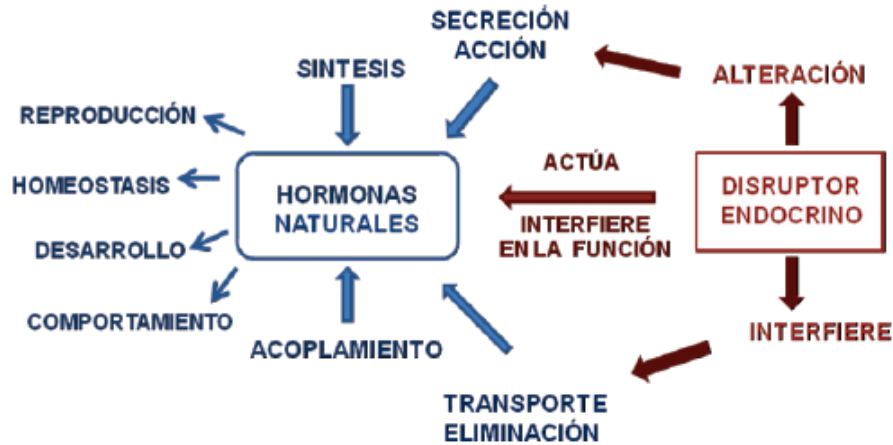 SECRECIÓN
ACCIÓN
SINTESIS
ALTERACIÓN
REPRODUCCIÓN
HOMEOSTASIS
DESARROLLO
COMPORTAMIENTO
HORMONAS
NATURALES
ACTÚA
INTERFIERE
EN LA FUNCIÓN
DISRUPTOR
ENDOCRINO
INTERFIERE
ACOPLAMIENTO
TRANSPORTE
ELIMINACIÓN